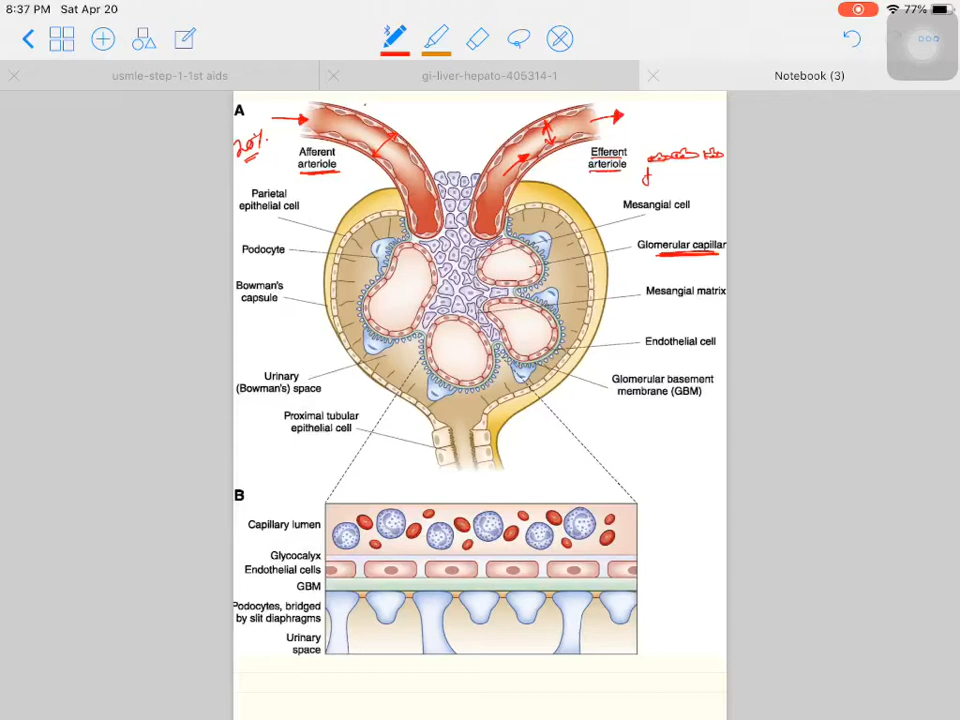 8:37 PM Sat Apr 20
77%
usmle-step-1-1st aids
gi-liver-hepato-405314-1
Notebook (3)
A
20%
Afferent
arteriole
Efferent
arteriole
Parietal
epithelial cell
Mesangial cell
Podocyte
Glomerular capillar
Bowman's
capsule
Mesangial matrix
Endothelial cell
Urinary
(Bowman's) space
Glomerular basement
membrane (GBM)
Proximal tubular
epithelial cell
B
Capillary lumen
Glycocalyx
Endothelial cells
GBM
Podocytes, bridged
by slit diaphragms
Urinary
space